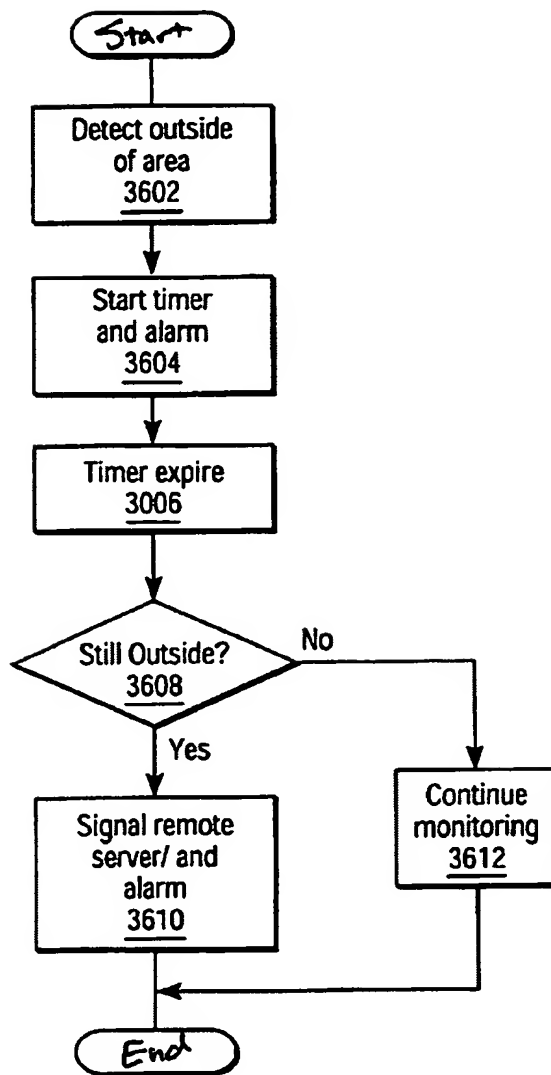 Start
Detect outside
of area
3602
Start timer
and alarm
3604
Timer expire
3006
Still Outside?
3608
No
Yes
Signal remote
server/ and
alarm
3610
Continue
monitoring
3612
End